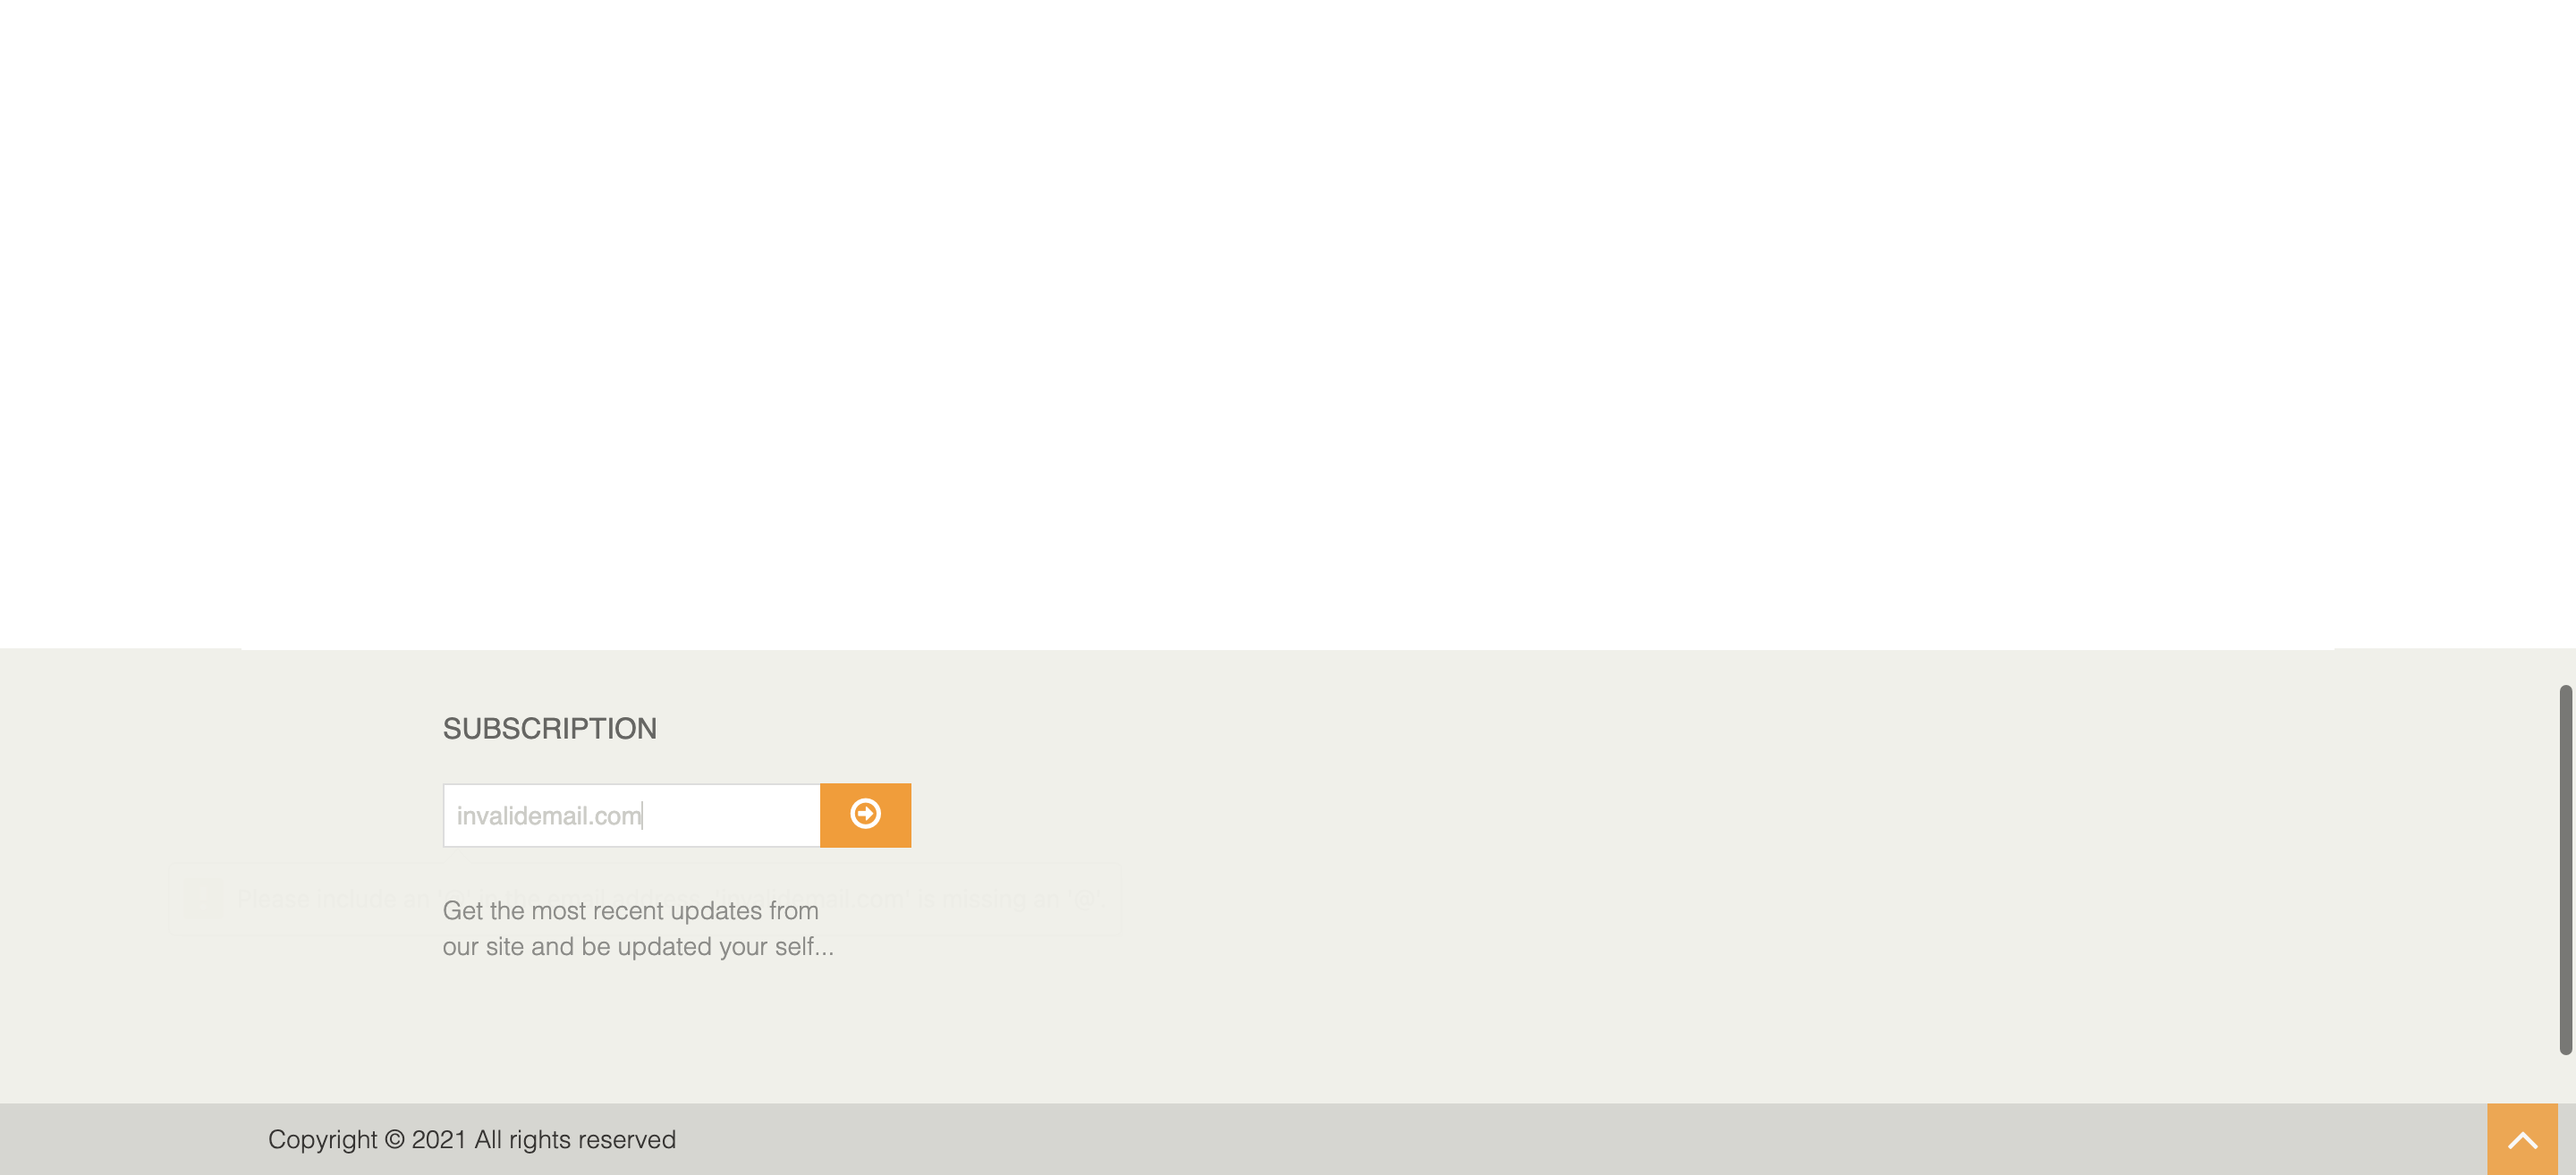 SUBSCRIPTION
invalidemail.com
Please include an '@' in the email address. 'invalidemail.com' is missing an '@'.
Get the most recent updates from
our site and be updated your self...
Copyright © 2021 All rights reserved